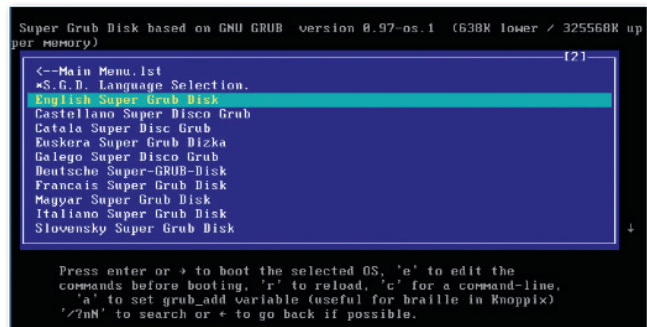 Super Grub Disk based on GNU GRUB  version 0.97-os.1  (638K lower / 325568K up
per memory)
[2]
<--Main Menu.lst
*S.G.D. Language Selection.
English Super Grub Disk
Castellano Super Disco Grub
Catala Super Disc Grub
Euskera Super Grub Dizka
Galego Super Disco Grub
Deutsche Super-GRUB-Disk
Francais Super Grub Disk
Magyar Super Grub Disk
Italiano Super Grub Disk
Slovensky Super Grub Disk
↓
Press enter or → to boot the selected OS, 'e' to edit the
commands before booting, 'r' to reload, 'c' for a command-line,
'a' to set grub_add variable (useful for braille in Knoppix)
'/?nN' to search or ← to go back if possible.